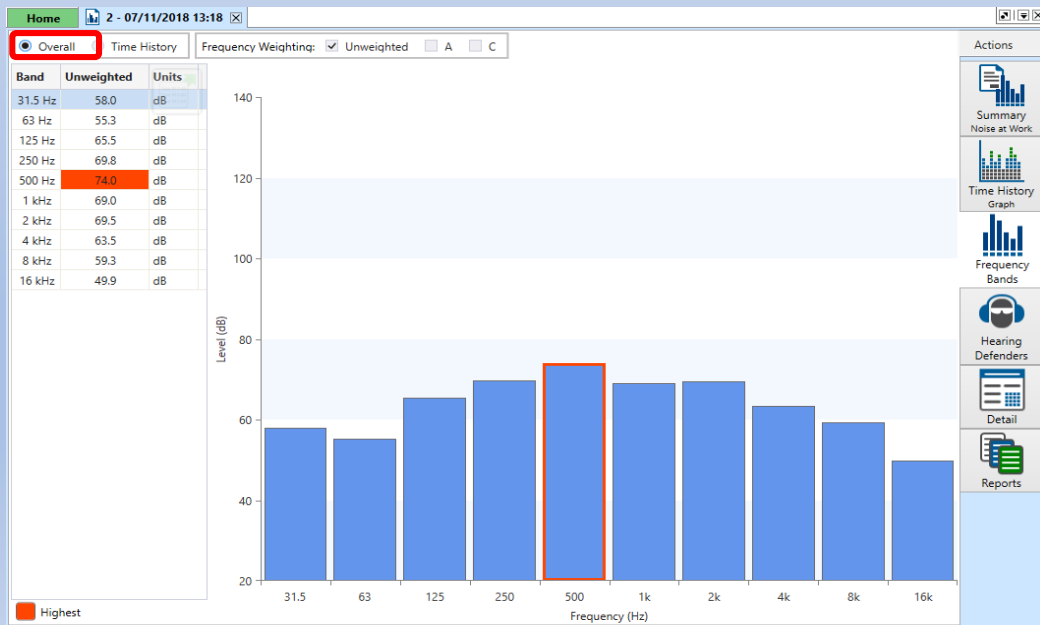 Home 2 - 07/11/2018 13:18
Overall Time History Frequency Weighting: Unweighted A C
Band Unweighted Units
31.5 Hz 58.0 dB
63 Hz 55.3 dB
125 Hz 65.5 dB
250 Hz 69.8 dB
500 Hz 74.0 dB
1 kHz 69.0 dB
2 kHz 69.5 dB
4 kHz 63.5 dB
8 kHz 59.3 dB
16 kHz 49.9 dB
Highest
Level (dB)
140
120
100
80
60
40
20
31.5 63 125 250 500 1k 2k 4k 8k 16k
Frequency (Hz)
Actions
Summary
Noise at Work
Time History
Graph
Frequency
Bands
Hearing
Defenders
Detail
Reports